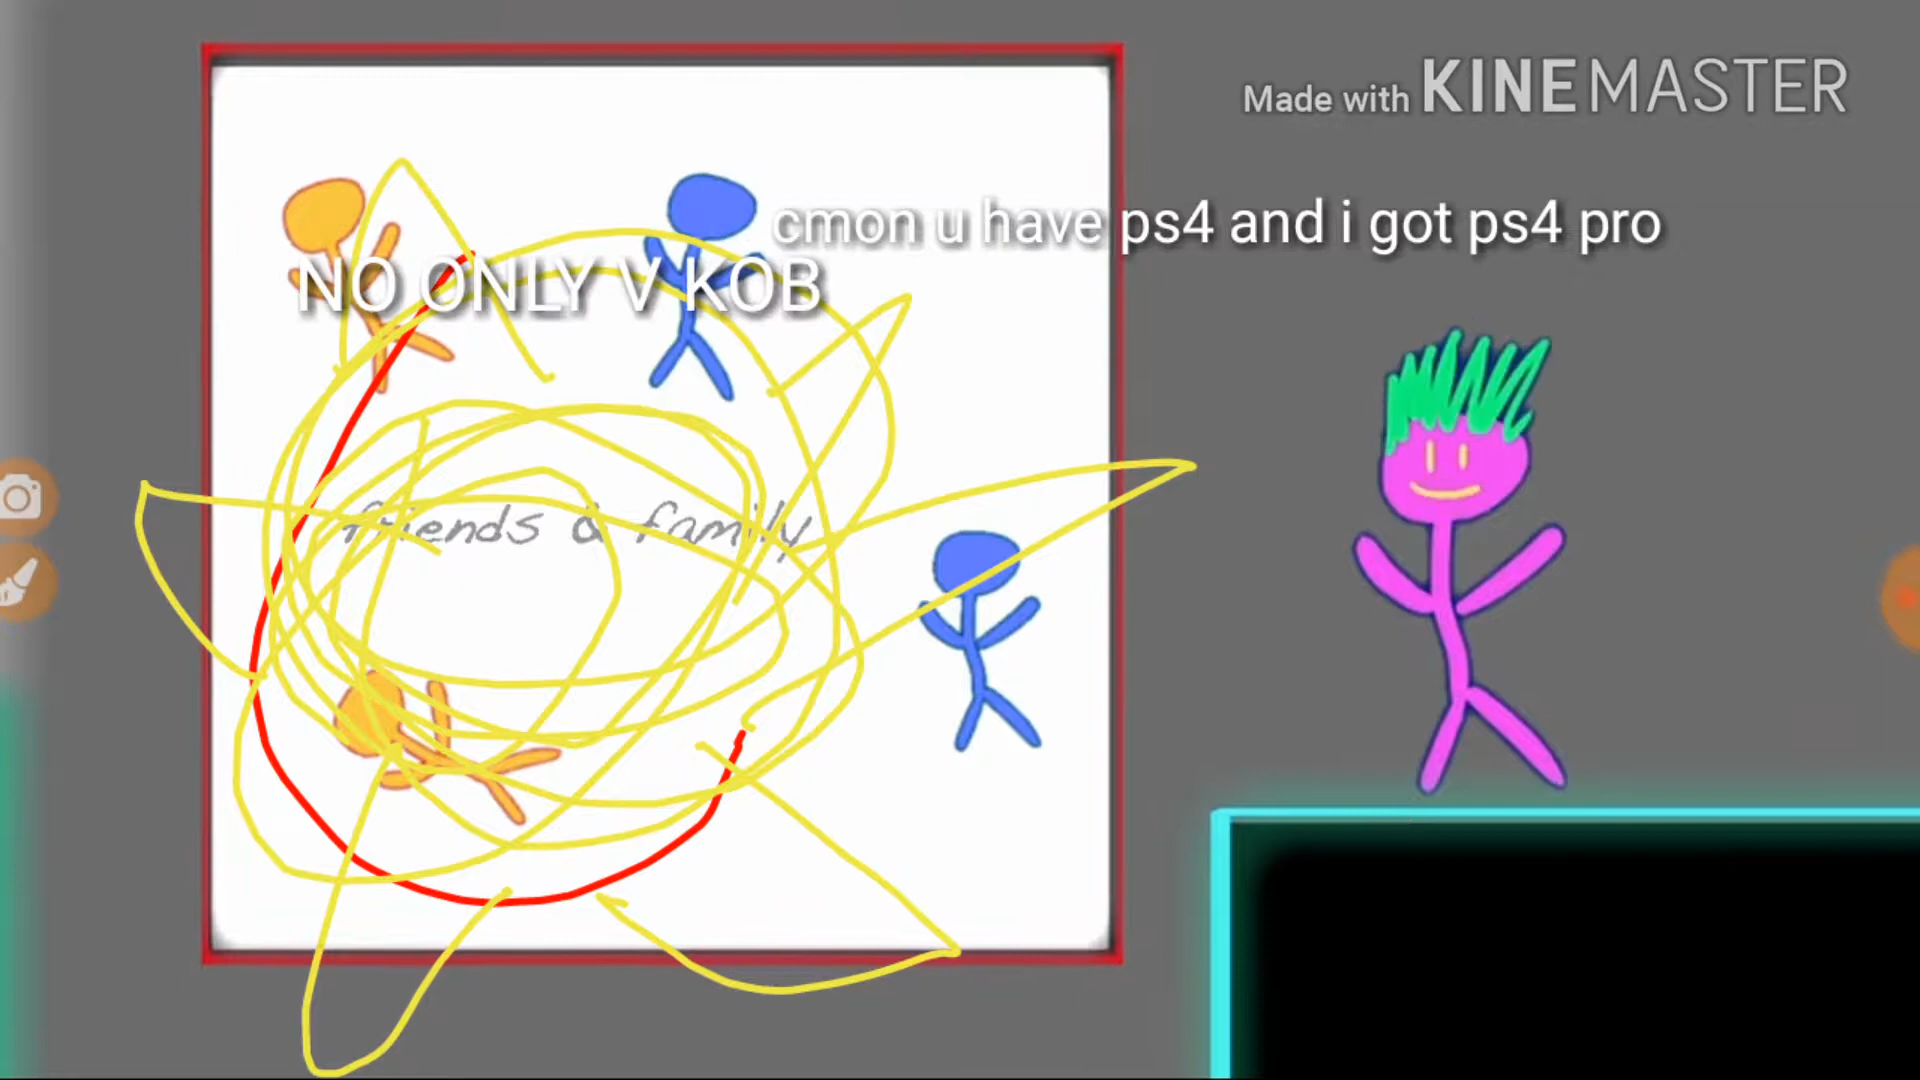 Made with KINEMASTER
cmon u have ps4 and i got ps4 pro
NO ONLY V KOB
friends & family